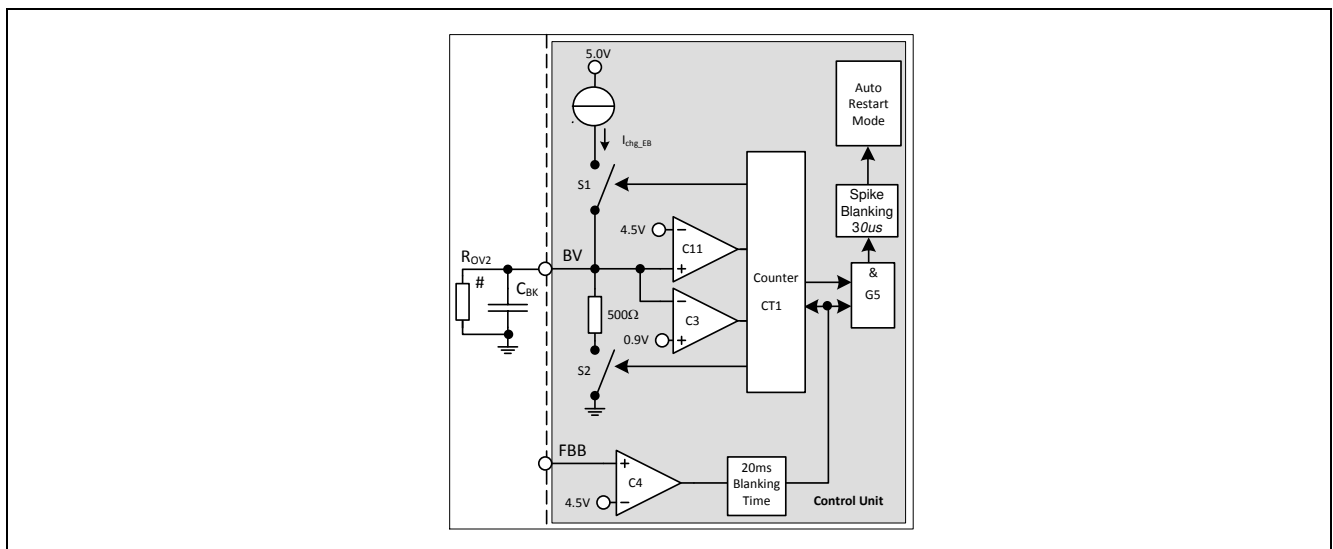 5.0V
Auto
Restart
Mode
Ichg_EB
S1
Spike
Blanking
30us
4.5V
−
C11
+
ROV2
BV
#
CBK
Counter
CT1
&
G5
500Ω
−
C3
0.9V
+
S2
FBB
+
C4
4.5V
−
20ms
Blanking
Time
Control Unit